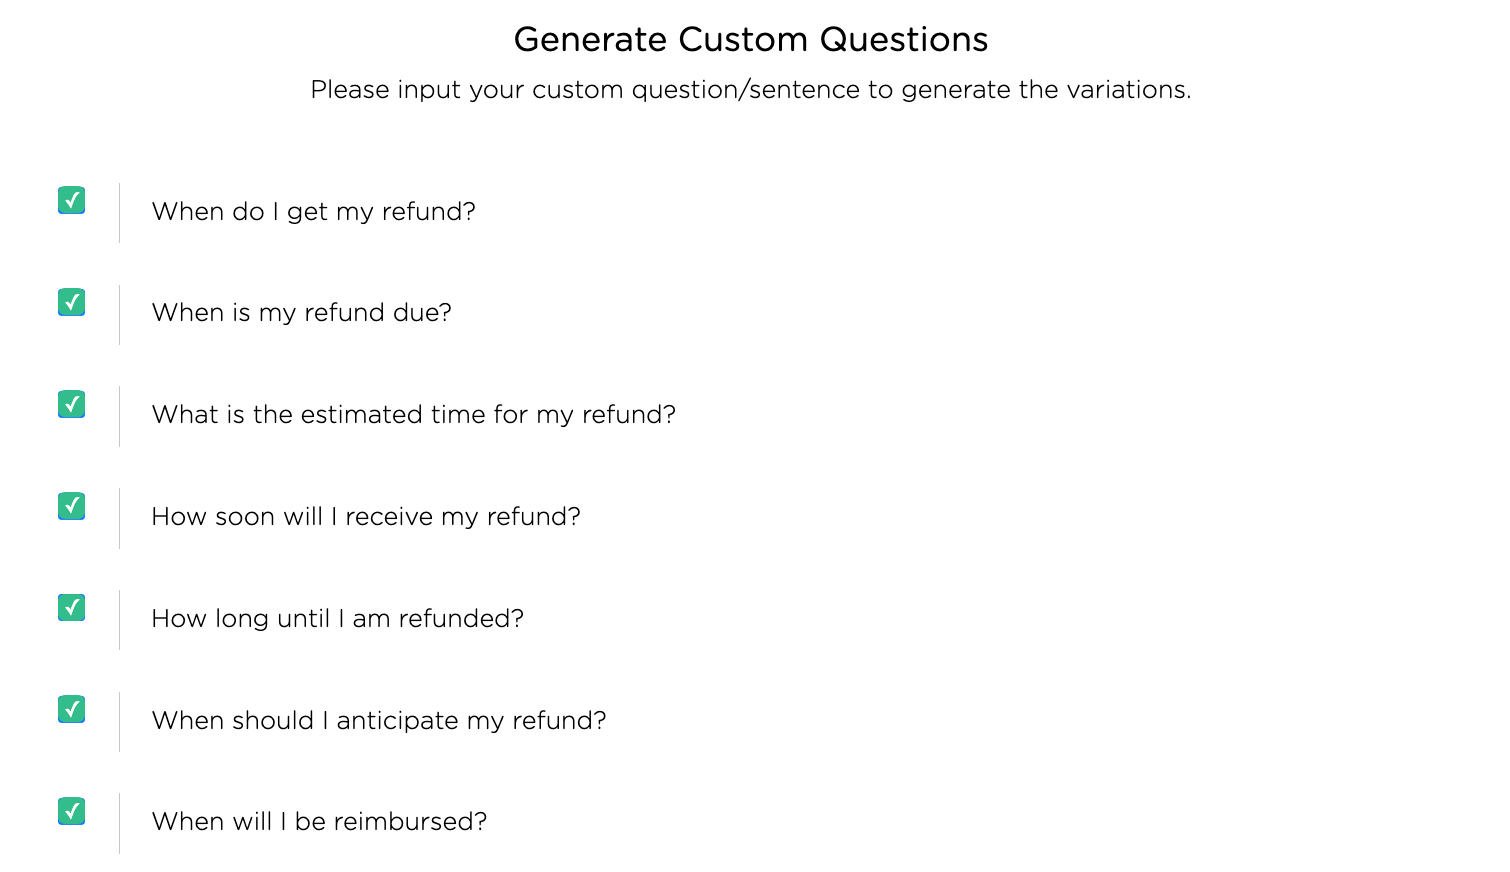 Generate Custom Questions
Please input your custom question/sentence to generate the variations.
When do I get my refund?
When is my refund due?
What is the estimated time for my refund?
How soon will I receive my refund?
How long until I am refunded?
When should I anticipate my refund?
When will I be reimbursed?